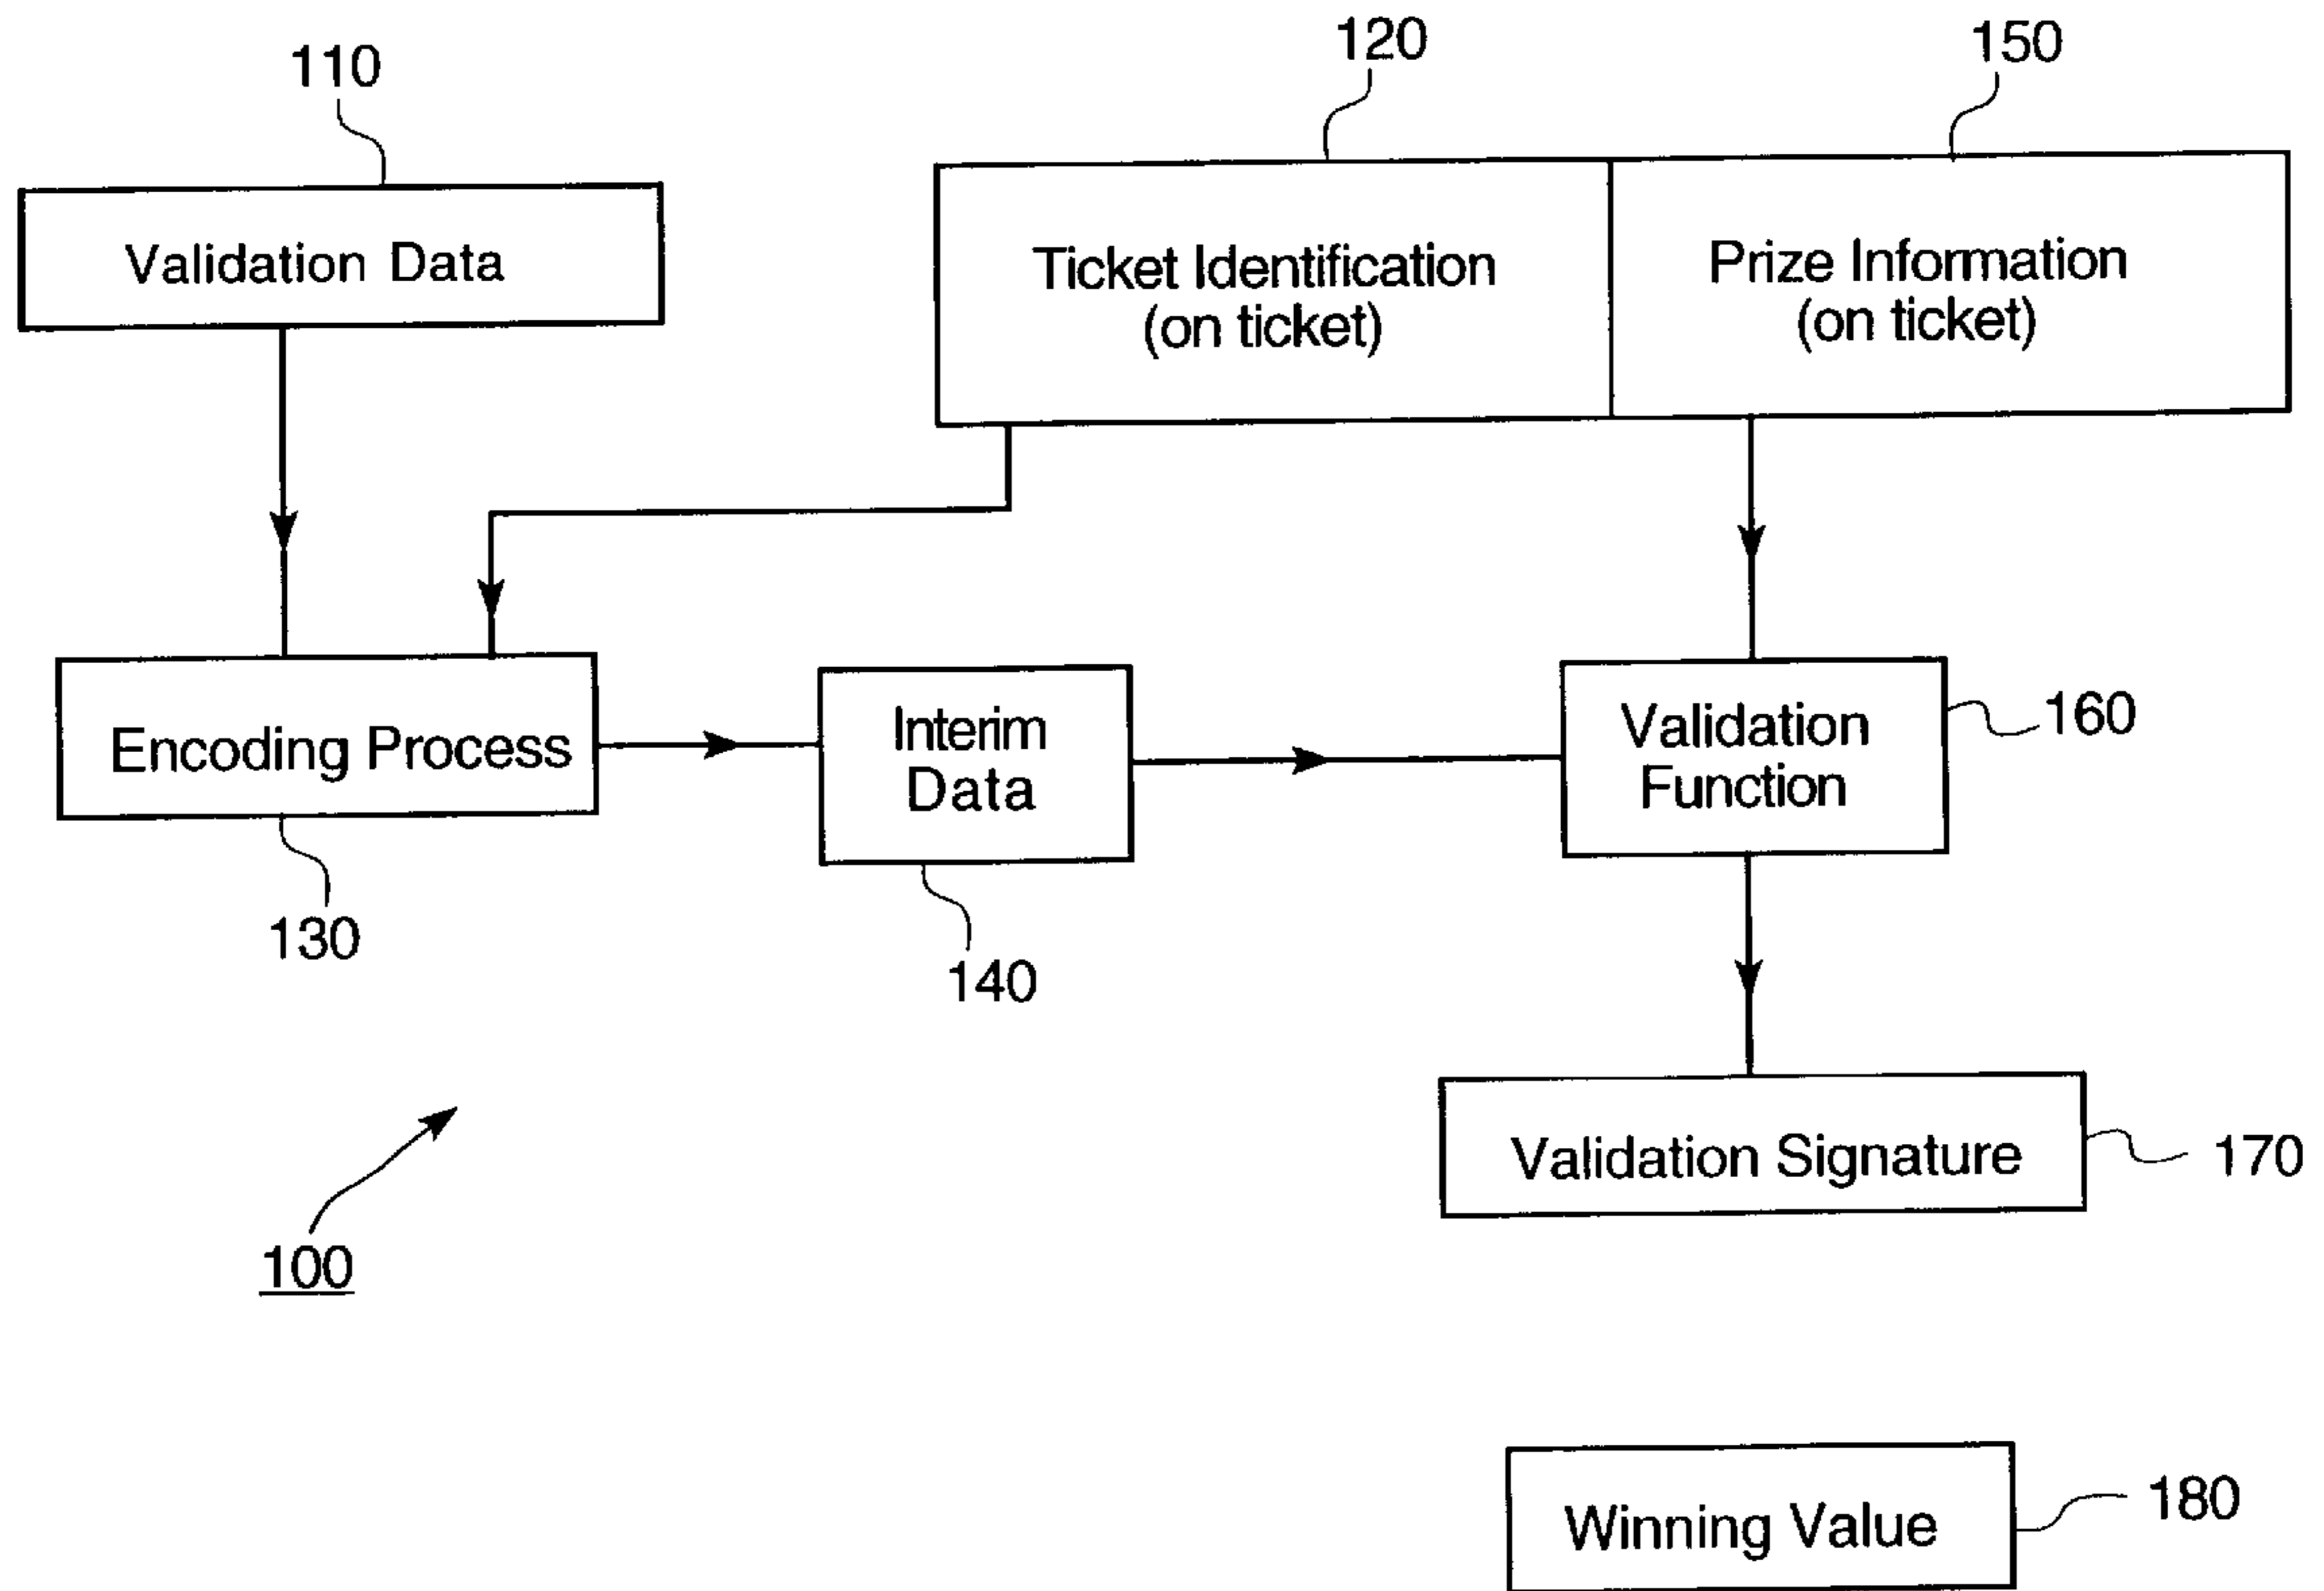 110
120
150
Validation Data
Ticket Identification
(on ticket)
Prize Information
(on ticket)
Encoding Process
Interim
Data
Validation
Function
160
130
140
Validation Signature
170
100
Winning Value
180